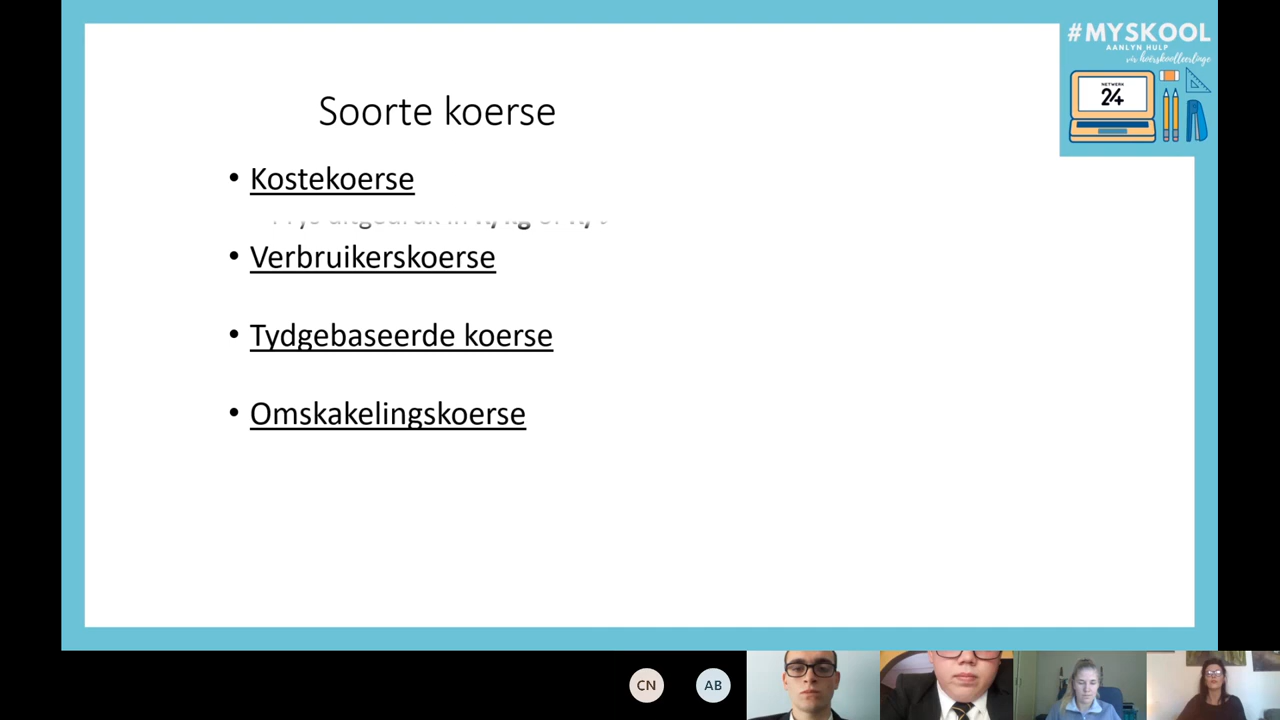 #MYSKOOL
AANLYN HULP
vir hoërskoolleerlinge
NETWERK
24
Soorte koerse
• Kostekoerse
• Verbruikerskoerse
• Tydgebaseerde koerse
• Omskakelingskoerse
CN
AB